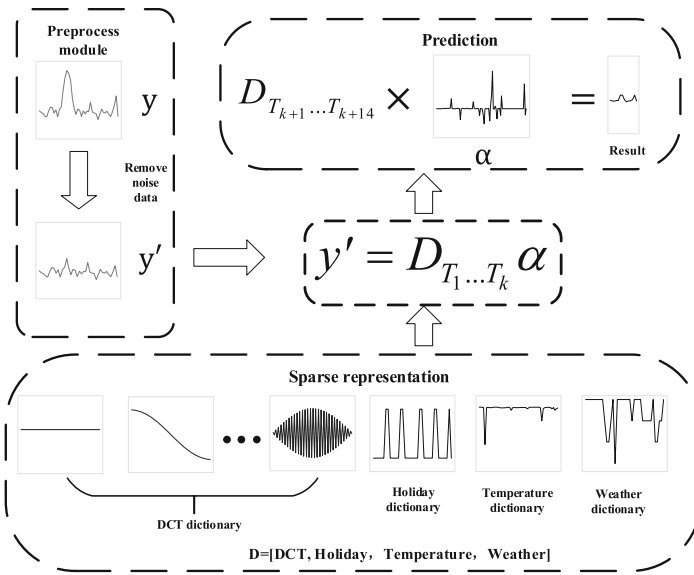 Preprocess
module
y
Remove
noise
data
y'
Prediction
D_{T_{k+1}...T_{k+14}} × =
α
Result
y' = D_{T_1...T_k} α
Sparse representation
DCT dictionary
Holiday
dictionary
Temperature
dictionary
Weather
dictionary
D=[DCT, Holiday，Temperature，Weather]